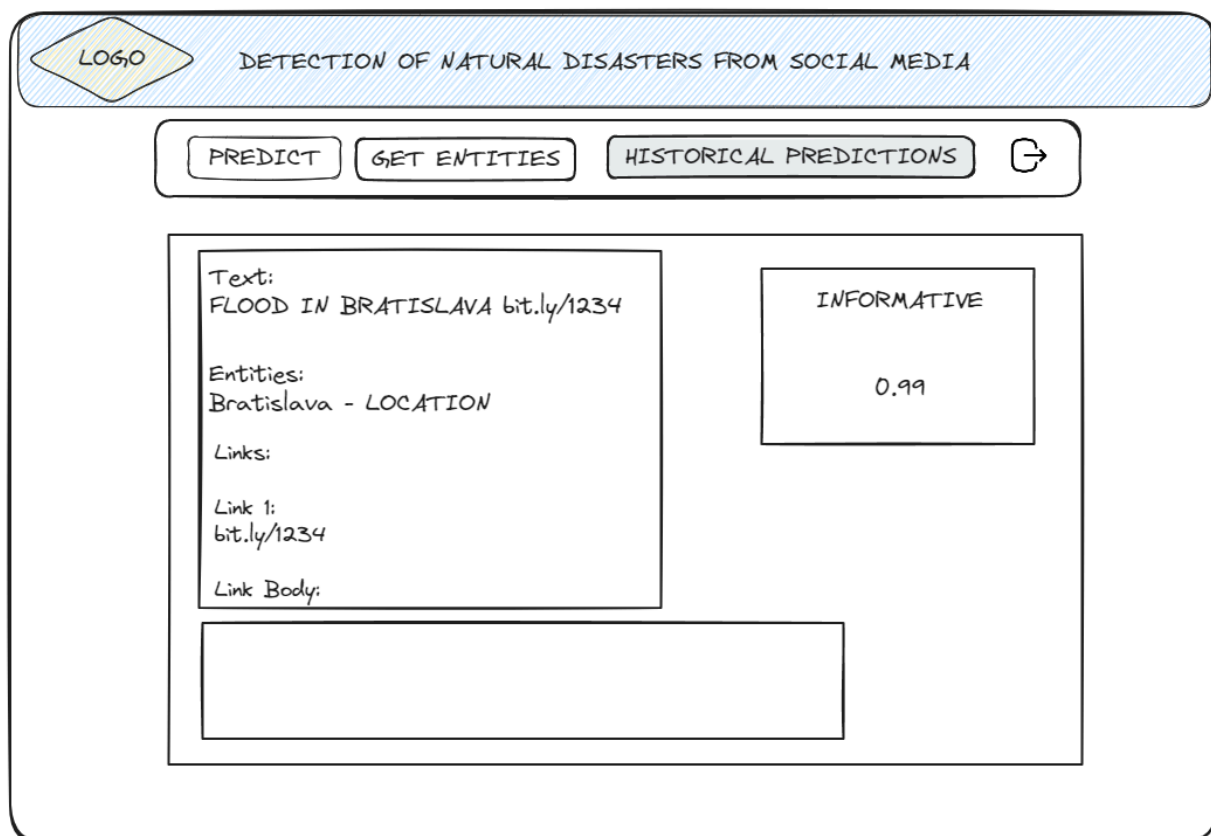 LOGO
DETECTION OF NATURAL DISASTERS FROM SOCIAL MEDIA
PREDICT
GET ENTITIES
HISTORICAL PREDICTIONS
Text:
FLOOD IN BRATISLAVA bit.ly/1234
Entities:
Bratislava - LOCATION
Links:
Link 1:
bit.ly/1234
Link Body:
INFORMATIVE
0.99